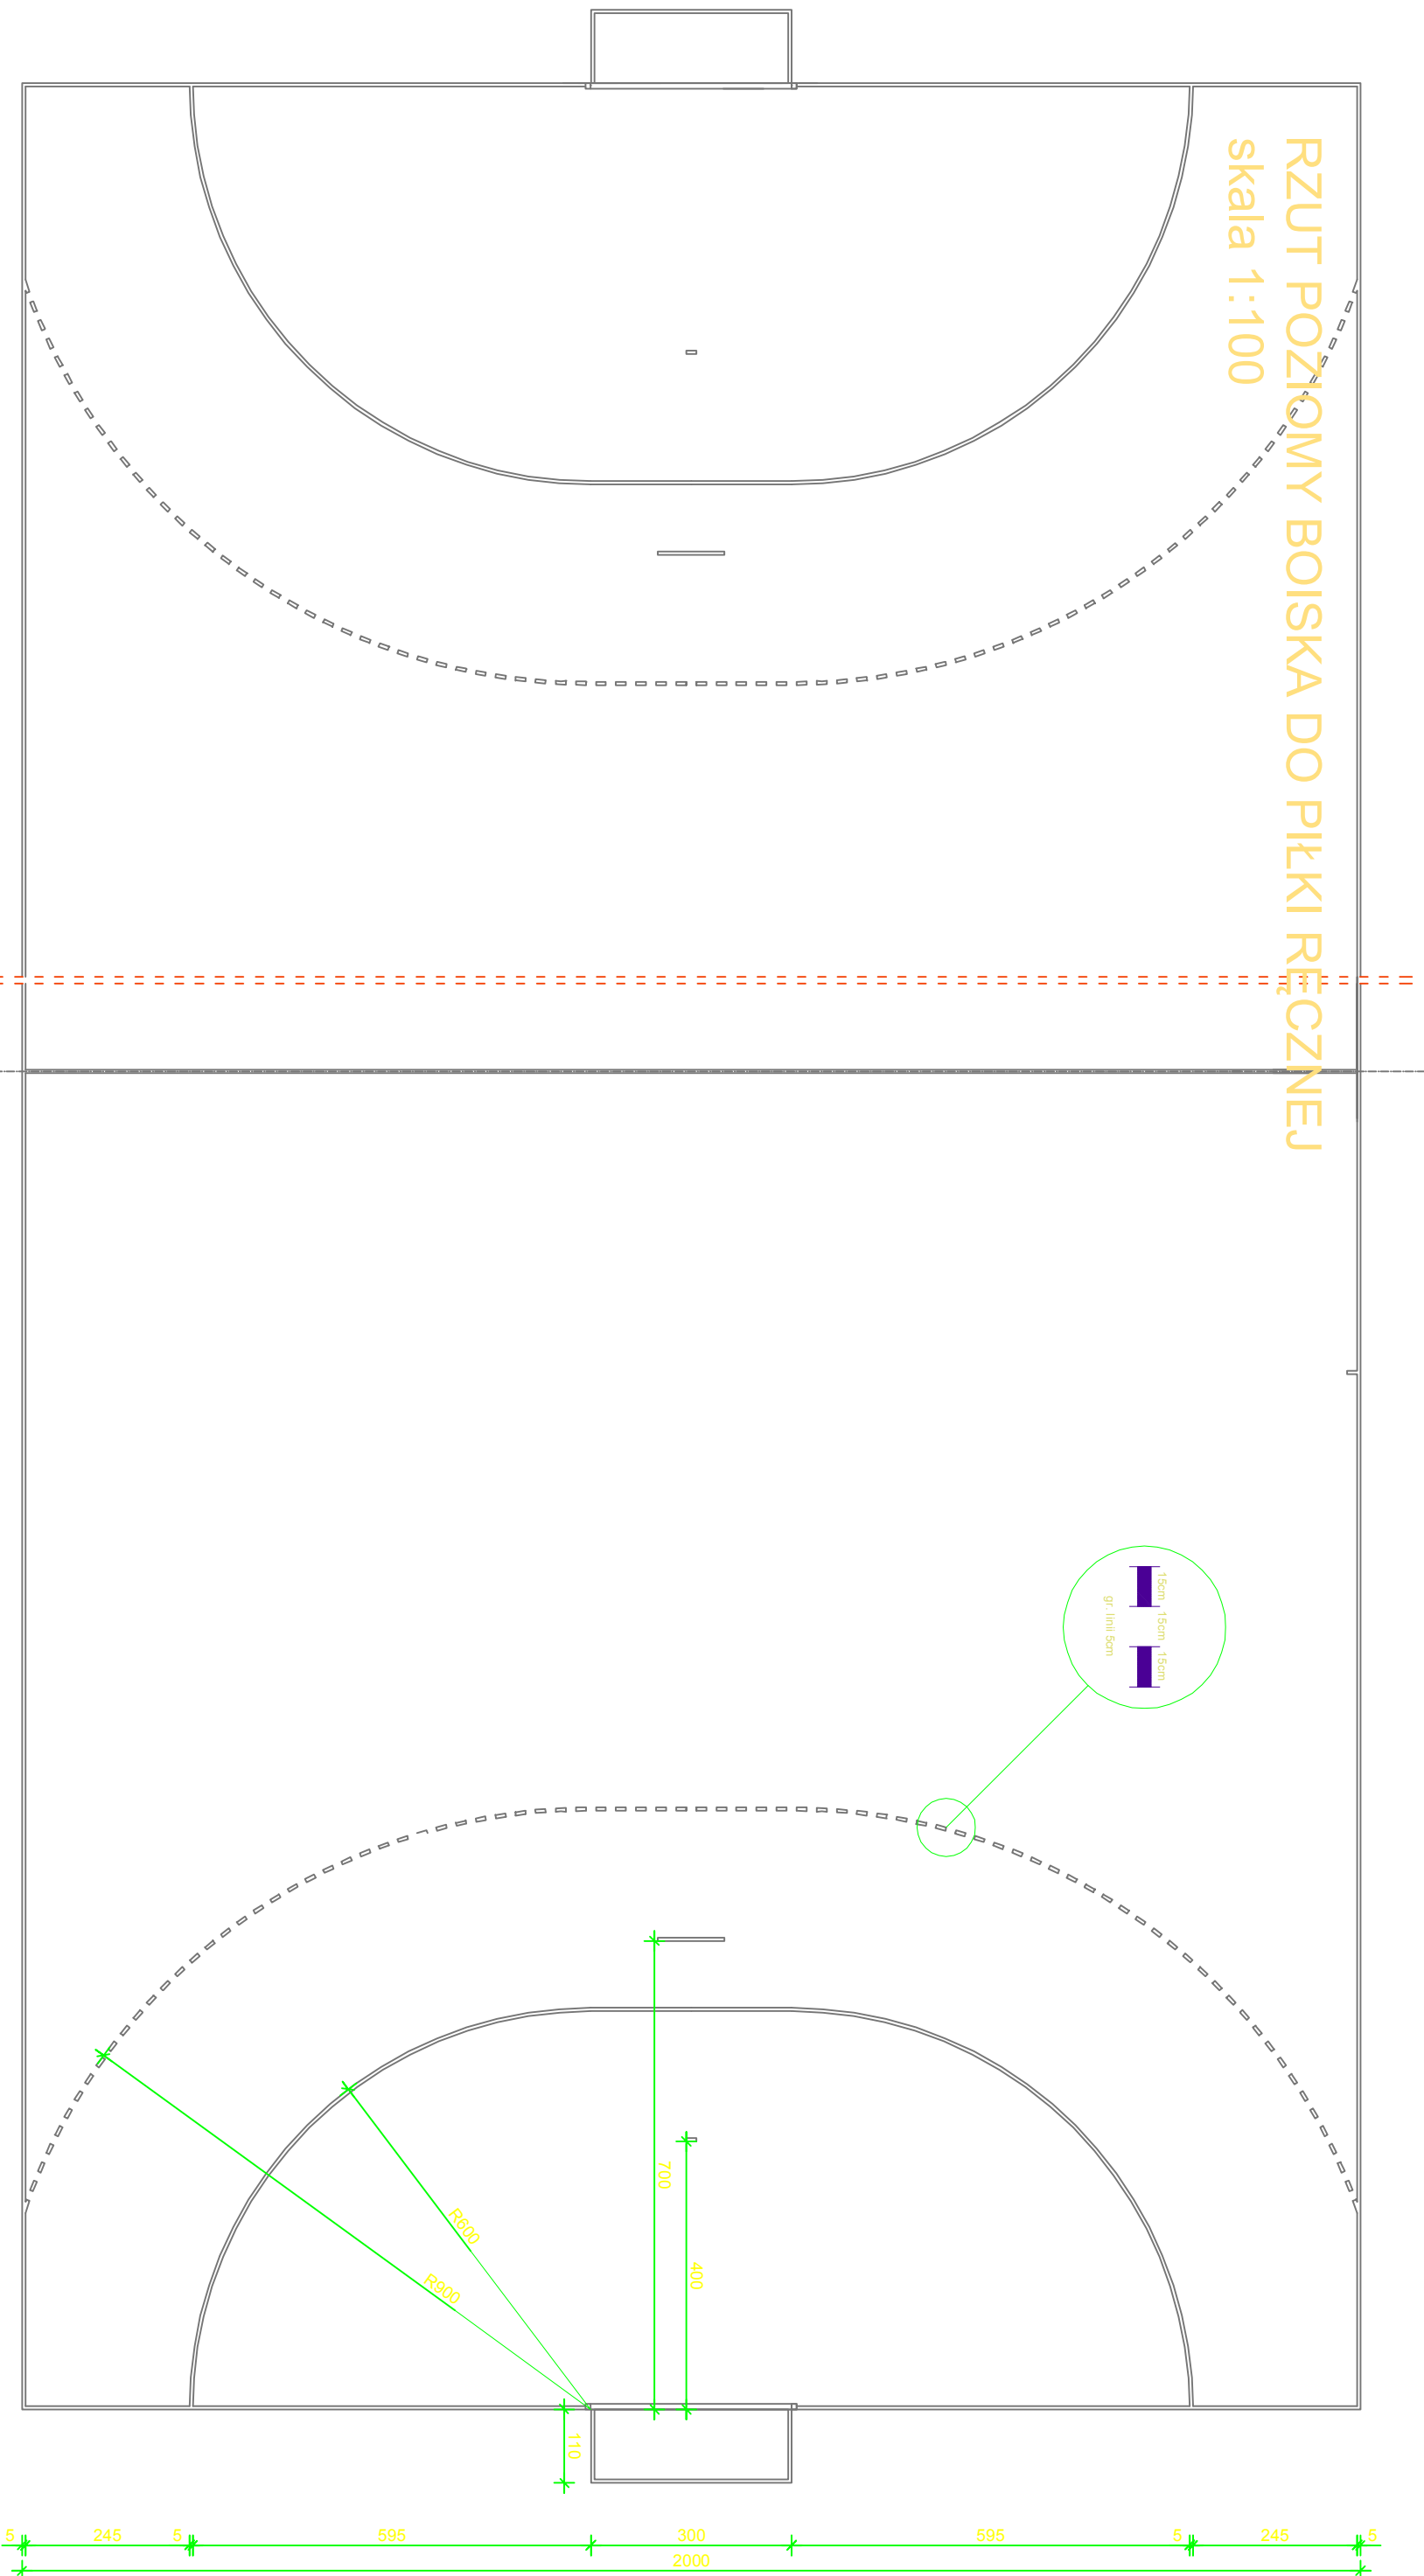 RZUT POZIOMY BOISKA DO PIŁKI RĘCZNEJ
skala 1:100
15cm 15cm 15cm
gr. linii 5cm
700
400
R600
R900
110
5 245 5 595 300 595 5 245 5
2000